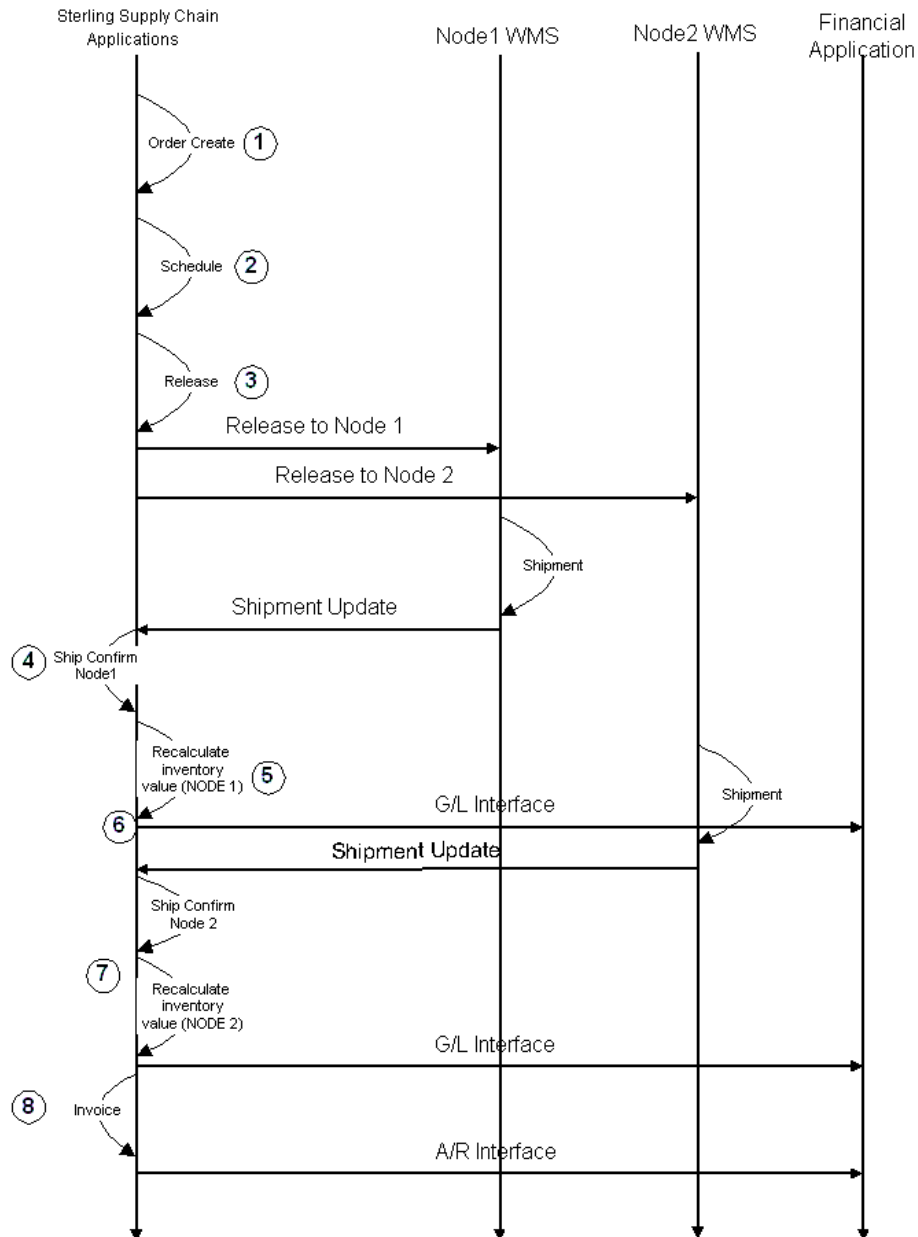 Sterling Supply Chain
Applications
Node1 WMS
Node2 WMS
Financial
Application
Order Create
1
Schedule
2
Release
3
Release to Node 1
Release to Node 2
Shipment
Shipment Update
4
Ship Confirm
Node1
Recalculate
inventory
value (NODE 1)
5
Shipment
G/L Interface
6
Shipment Update
Ship Confirm
Node 2
7
Recalculate
inventory
value (NODE 2)
G/L Interface
8
Invoice
A/R Interface